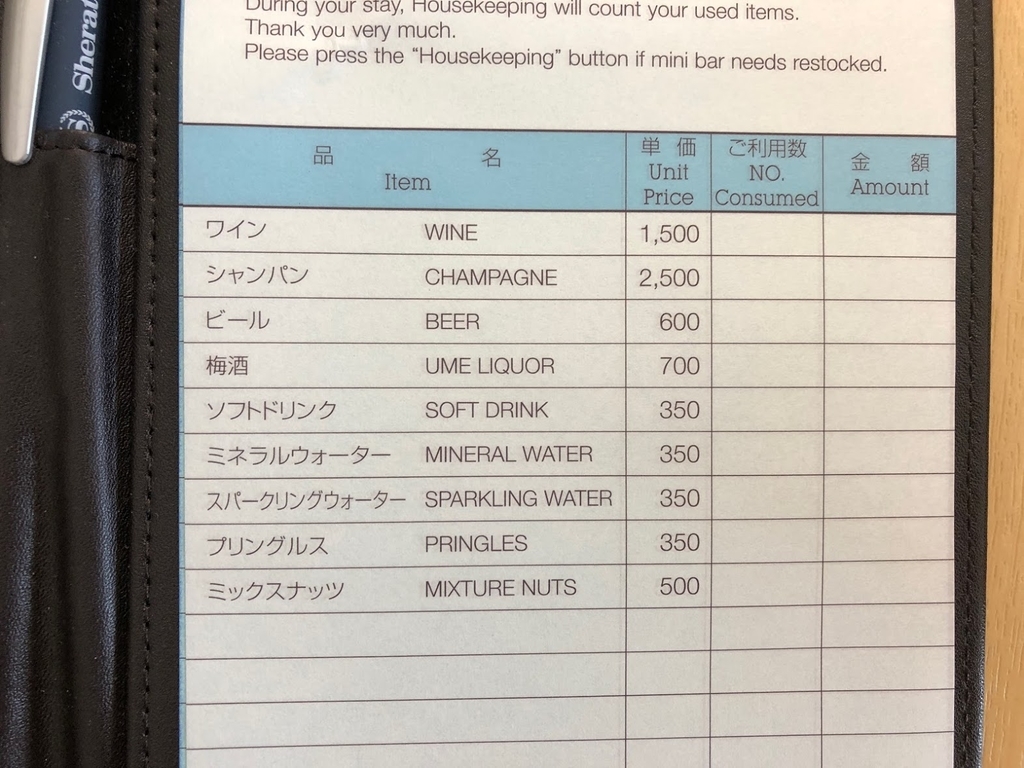 During your stay, Housekeeping will count your used items.
Thank you very much.
Please press the “Housekeeping” button if mini bar needs restocked.
品 名 単 価 ご利用数 金 額
Item Unit Price NO. Consumed Amount
ワイン WINE 1,500
シャンパン CHAMPAGNE 2,500
ビール BEER 600
梅酒 UME LIQUOR 700
ソフトドリンク SOFT DRINK 350
ミネラルウォーター MINERAL WATER 350
スパークリングウォーター SPARKLING WATER 350
プリングルス PRINGLES 350
ミックスナッツ MIXTURE NUTS 500